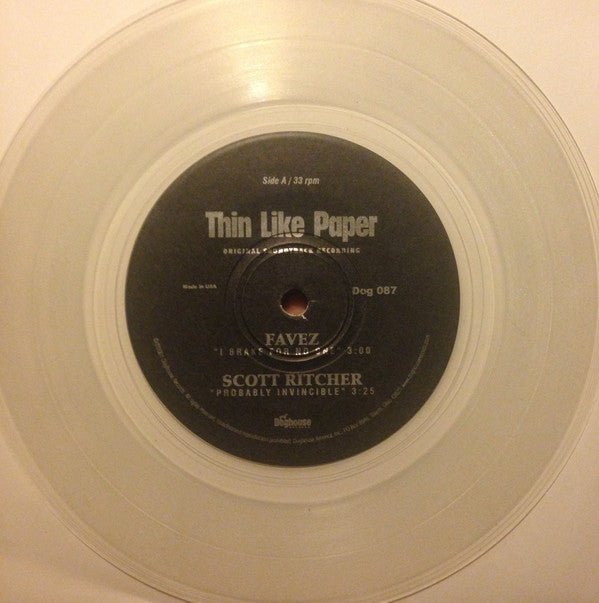 Side A / 33 rpm
Thin Like Paper
ORIGINAL SOUNDTRACK RECORDING
Made in USA
Dog 087
FAVEZ
"I BRAKE FOR NO ONE" 3:00
SCOTT RITCHER
"PROBABLY INVINCIBLE" 3:25
Doghouse